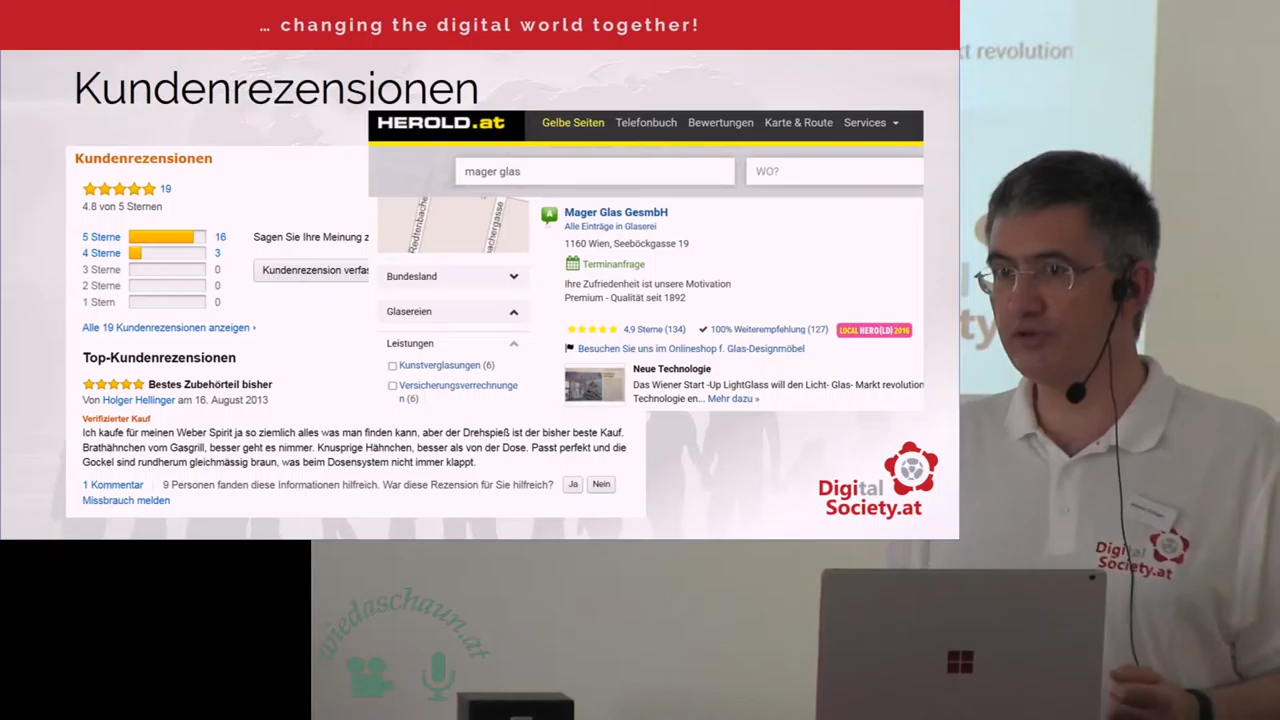 … changing the digital world together!
kt revolution
Kundenrezensionen
HEROLD.at
Gelbe Seiten Telefonbuch Bewertungen Karte & Route Services
mager glas
WO?
Kundenrezensionen
19
4.8 von 5 Sternen
5 Sterne 16
4 Sterne 3
3 Sterne 0
2 Sterne 0
1 Stern 0
Sagen Sie Ihre Meinung z
Kundenrezension verfas
Alle 19 Kundenrezensionen anzeigen ›
Top-Kundenrezensionen
Bestes Zubehörteil bisher
Von Holger Hellinger am 16. August 2013
Verifizierter Kauf
Ich kaufe für meinen Weber Spirit ja so ziemlich alles was man finden kann, aber der Drehspieß ist der bisher beste Kauf.
Brathähnchen vom Gasgrill, besser geht es nimmer. Knusprige Hähnchen, besser als von der Dose. Passt perfekt und die
Gockel sind rundherum gleichmässig braun, was beim Dosensystem nicht immer klappt.
1 Kommentar
9 Personen fanden diese Informationen hilfreich. War diese Rezension für Sie hilfreich?
Ja
Nein
Missbrauch melden
Redtenbache
achergasse
Bundesland
Glasereien
Leistungen
Kunstverglasungen (6)
Versicherungsverrechnunge
n (6)
A
Mager Glas GesmbH
Alle Einträge in Glaserei
1160 Wien, Seeböckgasse 19
Terminanfrage
Ihre Zufriedenheit ist unsere Motivation
Premium - Qualität seit 1892
4,9 Sterne (134)
100% Weiterempfehlung (127)
LOCAL HERO(LD) 2016
Besuchen Sie uns im Onlineshop f. Glas-Designmöbel
Neue Technologie
Das Wiener Start -Up LightGlass will den Licht- Glas- Markt revolution
Technologie en... Mehr dazu »
Digital
Society.at
Digital
Society.at
wiedaschaun.at